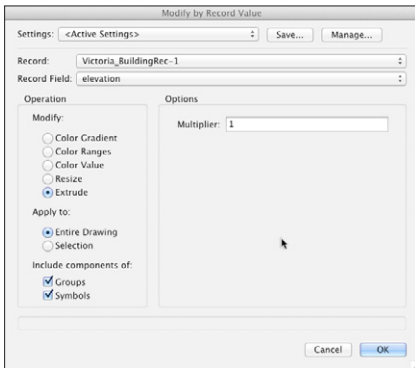 Modify by Record Value
Settings: <Active Settings> Save... Manage...
Record: Victoria_BuildingRec-1
Record Field: elevation
Operation
Modify:
Color Gradient
Color Ranges
Color Value
Resize
Extrude
Apply to:
Entire Drawing
Selection
Include components of:
Groups
Symbols
Options
Multiplier: 1
Cancel OK